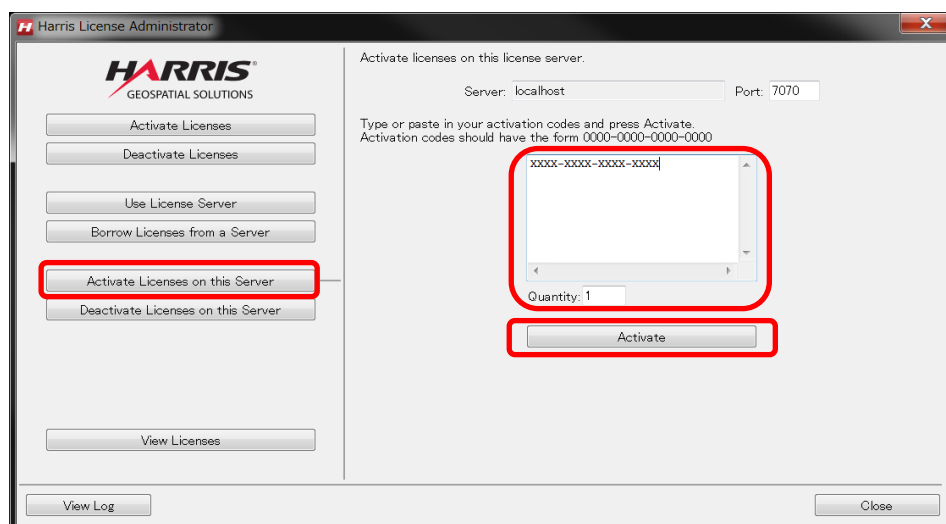 Harris License Administrator
HARRIS®
GEOSPATIAL SOLUTIONS
Activate Licenses
Deactivate Licenses
Use License Server
Borrow Licenses from a Server
Activate Licenses on this Server
Deactivate Licenses on this Server
View Licenses
Activate licenses on this license server.
Server: localhost Port: 7070
Type or paste in your activation codes and press Activate.
Activation codes should have the form 0000-0000-0000-0000
xxxx-xxxx-xxxx-xxxx
Quantity: 1
Activate
View Log Close